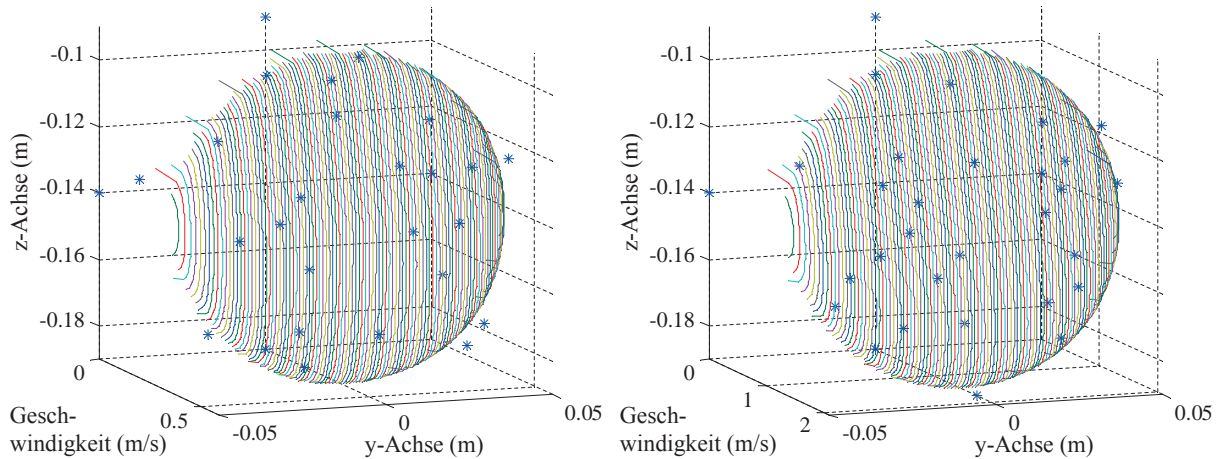 -0.1
-0.12
-0.14
-0.16
-0.18
z-Achse (m)
0
0.5
Gesch-
windigkeit (m/s)
-0.05
0
0.05
y-Achse (m)
-0.1
-0.12
-0.14
-0.16
-0.18
z-Achse (m)
0
1
2
Gesch-
windigkeit (m/s)
-0.05
0
0.05
y-Achse (m)